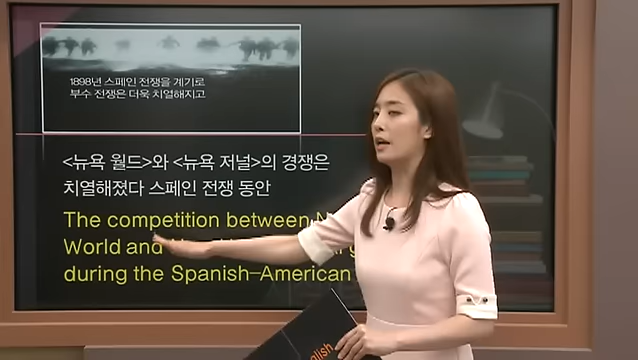 1898년 스페인 전쟁을 계기로
부수 전쟁은 더욱 치열해지고
<뉴욕 월드>와 <뉴욕 저널>의 경쟁은
치열해졌다 스페인 전쟁 동안
The competition between
World and
during the Spanish-American
glish